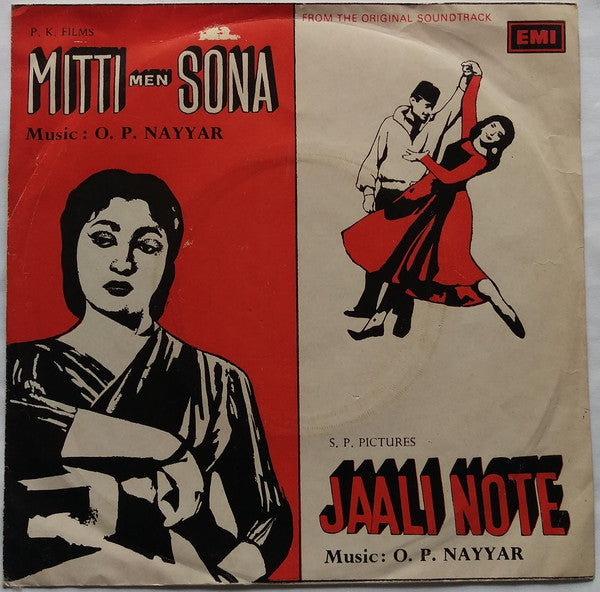 P. K. FILMS
MITTI MEN SONA
Music: O. P. NAYYAR
FROM THE ORIGINAL SOUNDTRACK
EMI
S. P. PICTURES
JAALI NOTE
Music: O. P. NAYYAR